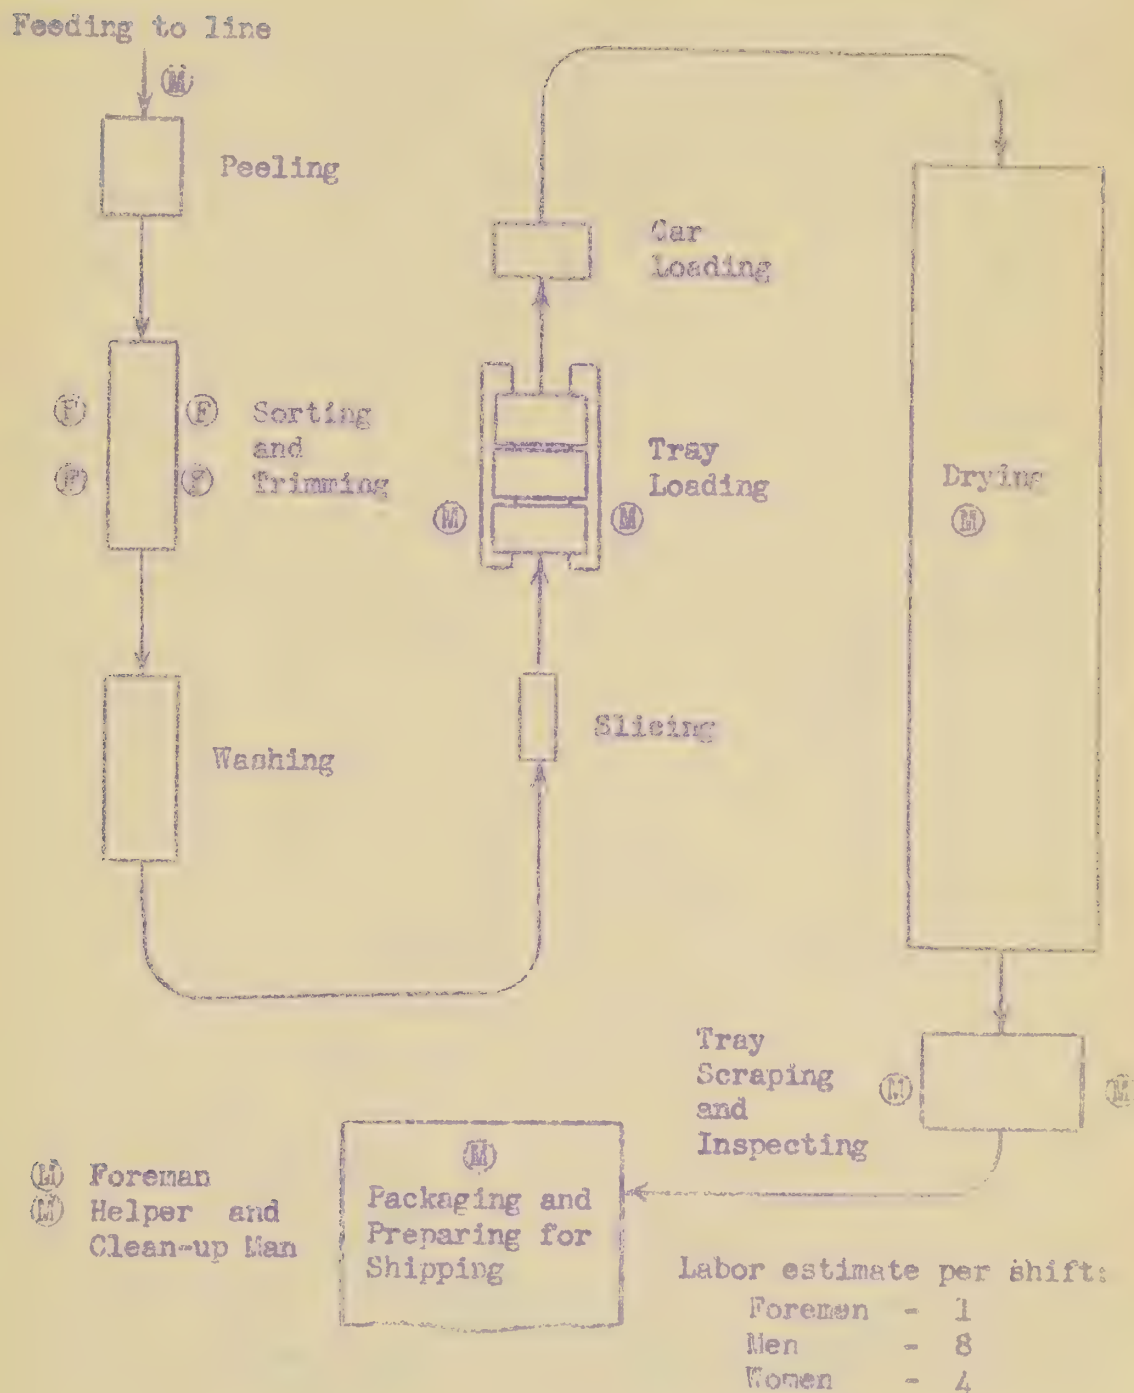 Feeding to line
M
Peeling
F F Sorting
and
F F Trimming
Washing
Car
Loading
Tray
Loading
M M
Slicing
Drying
M
Tray
Scraping
and
Inspecting
M M
M
Packaging and
Preparing for
Shipping
M Foreman
M Helper and
Clean-up Man
Labor estimate per shift:
Foremen - 1
Men - 8
Women - 4